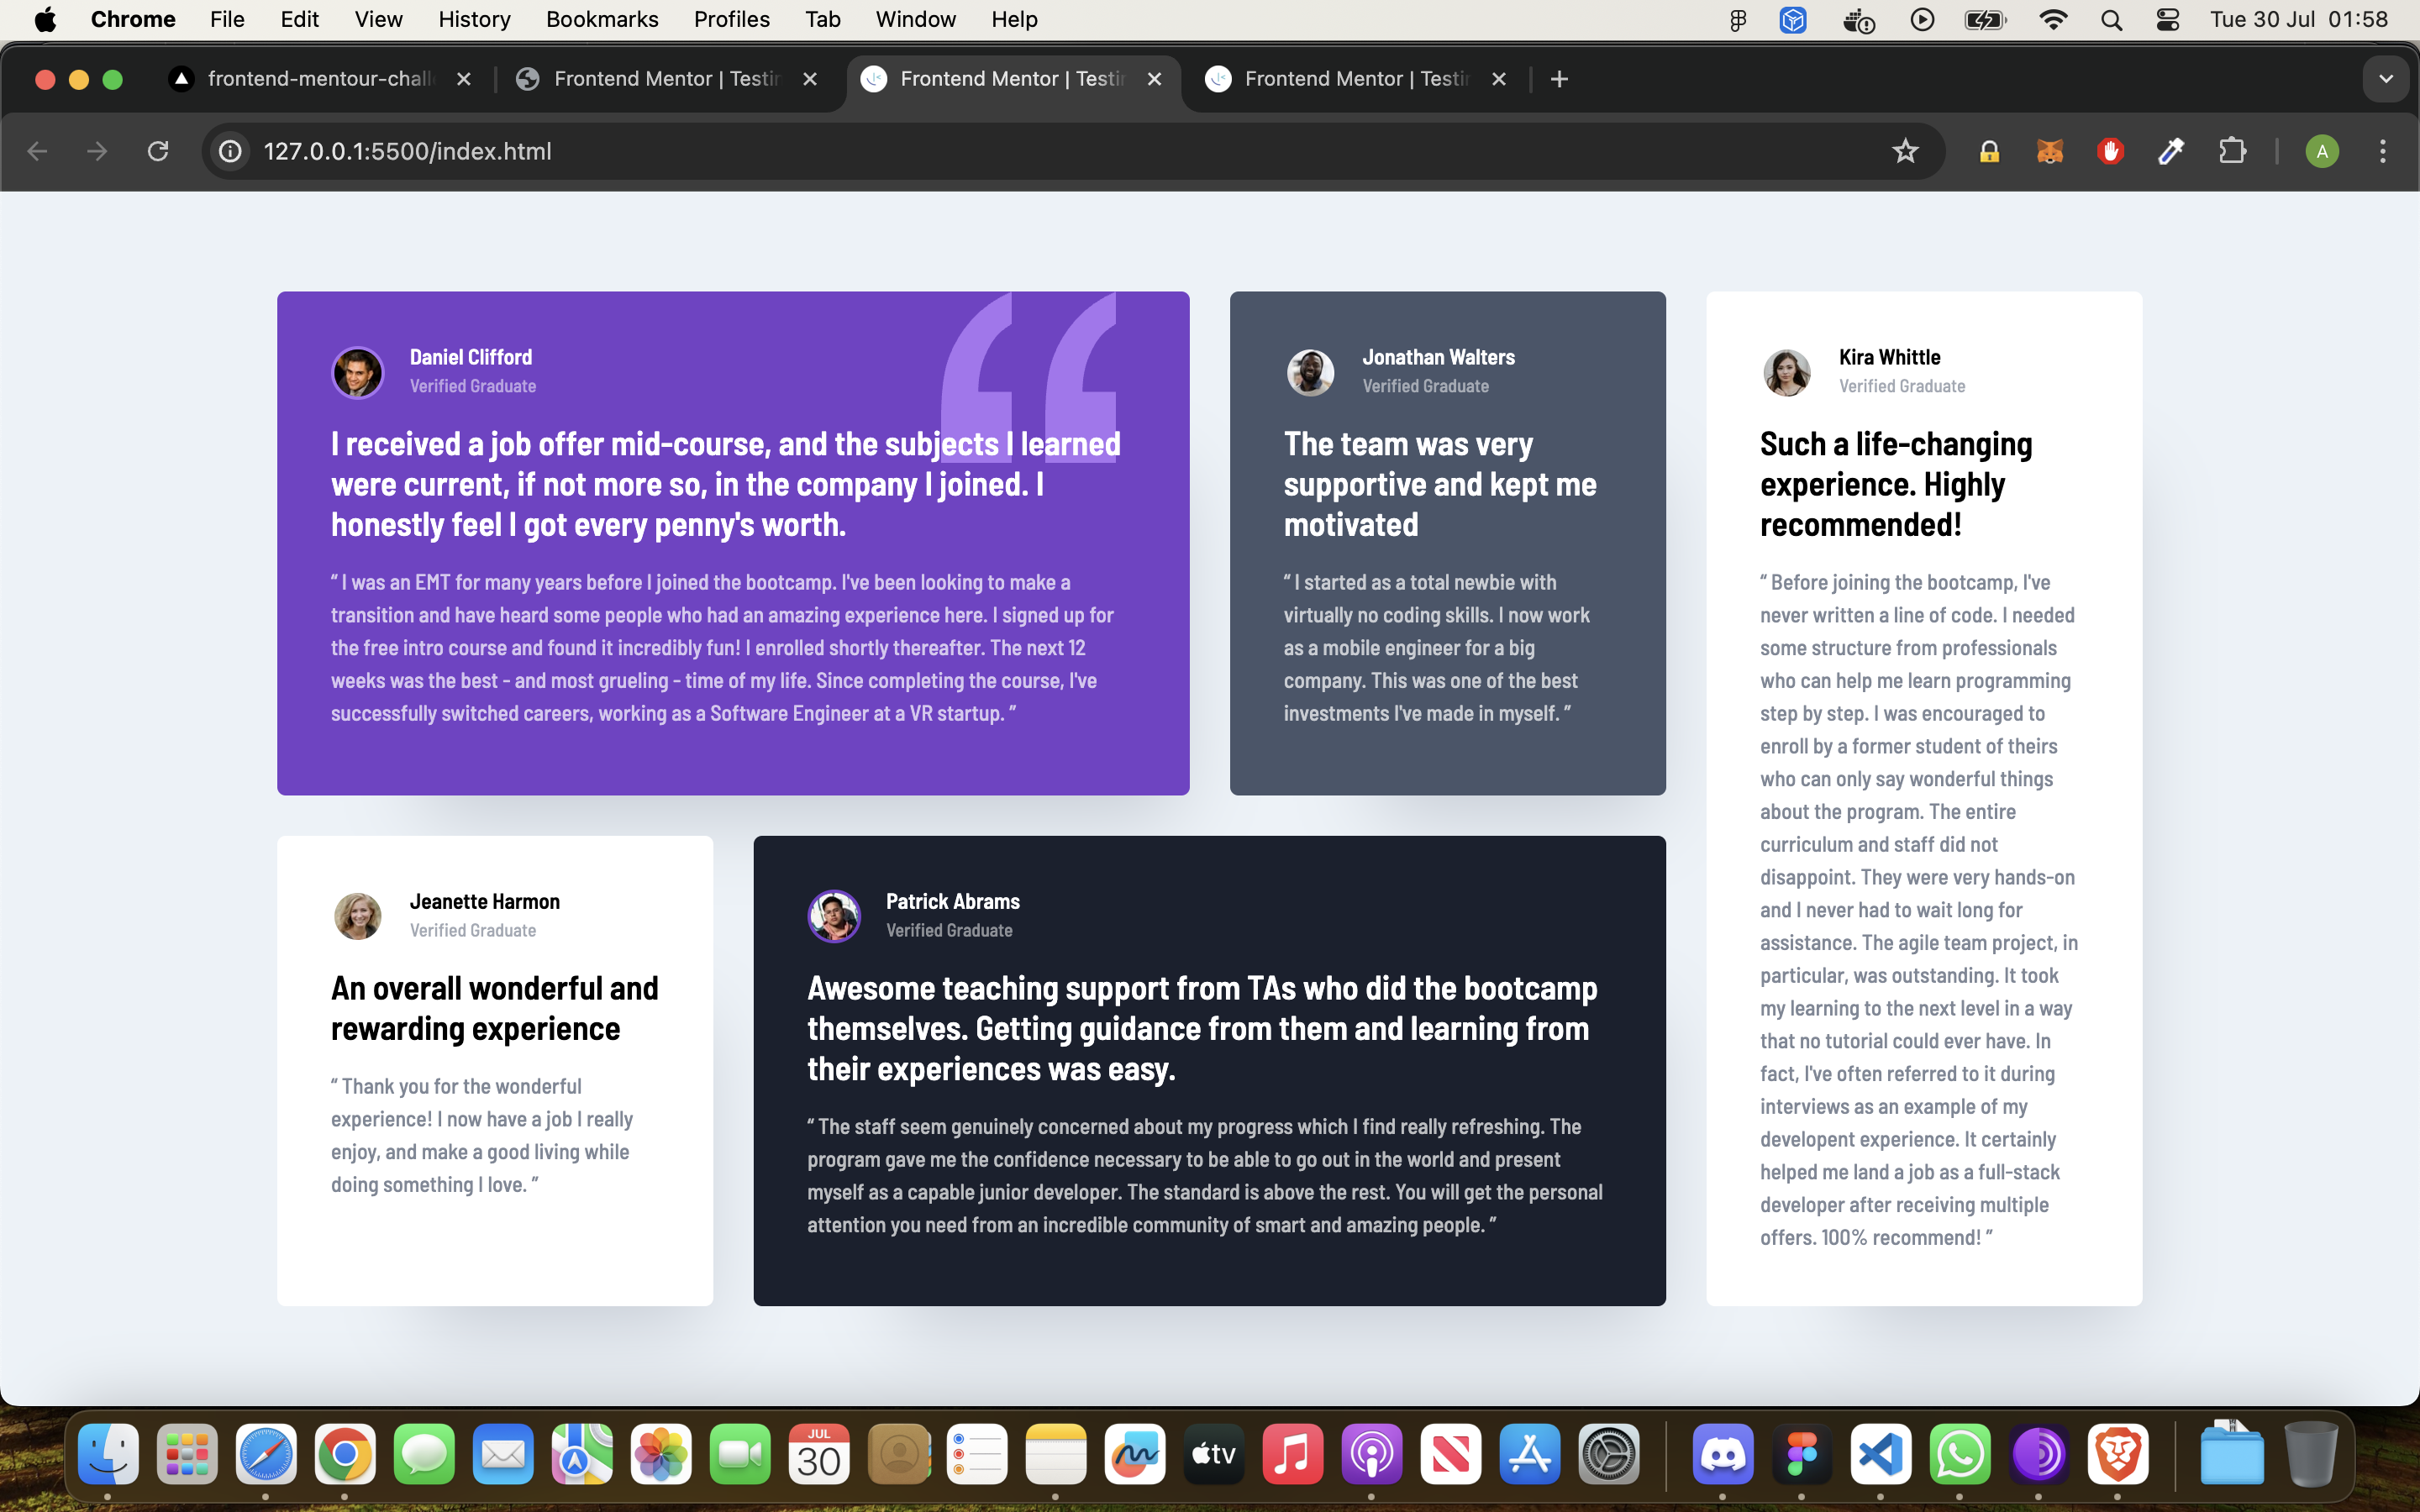 Chrome File Edit View History Bookmarks Profiles Tab Window Help Tue 30 Jul 01:58
frontend-mentour-chall Frontend Mentor | Testin Frontend Mentor | Testin Frontend Mentor | Testin
127.0.0.1:5500/index.html A
Daniel Clifford
Verified Graduate
I received a job offer mid-course, and the subjects I learned
were current, if not more so, in the company I joined. I
honestly feel I got every penny's worth.
“ I was an EMT for many years before I joined the bootcamp. I've been looking to make a
transition and have heard some people who had an amazing experience here. I signed up for
the free intro course and found it incredibly fun! I enrolled shortly thereafter. The next 12
weeks was the best - and most grueling - time of my life. Since completing the course, I've
successfully switched careers, working as a Software Engineer at a VR startup. ”
Jonathan Walters
Verified Graduate
The team was very
supportive and kept me
motivated
“ I started as a total newbie with
virtually no coding skills. I now work
as a mobile engineer for a big
company. This was one of the best
investments I've made in myself. ”
Kira Whittle
Verified Graduate
Such a life-changing
experience. Highly
recommended!
“ Before joining the bootcamp, I've
never written a line of code. I needed
some structure from professionals
who can help me learn programming
step by step. I was encouraged to
enroll by a former student of theirs
who can only say wonderful things
about the program. The entire
curriculum and staff did not
disappoint. They were very hands-on
and I never had to wait long for
assistance. The agile team project, in
particular, was outstanding. It took
my learning to the next level in a way
that no tutorial could ever have. In
fact, I've often referred to it during
interviews as an example of my
developent experience. It certainly
helped me land a job as a full-stack
developer after receiving multiple
offers. 100% recommend! ”
Jeanette Harmon
Verified Graduate
An overall wonderful and
rewarding experience
“ Thank you for the wonderful
experience! I now have a job I really
enjoy, and make a good living while
doing something I love. ”
Patrick Abrams
Verified Graduate
Awesome teaching support from TAs who did the bootcamp
themselves. Getting guidance from them and learning from
their experiences was easy.
“ The staff seem genuinely concerned about my progress which I find really refreshing. The
program gave me the confidence necessary to be able to go out in the world and present
myself as a capable junior developer. The standard is above the rest. You will get the personal
attention you need from an incredible community of smart and amazing people. ”
JUL
30
tv